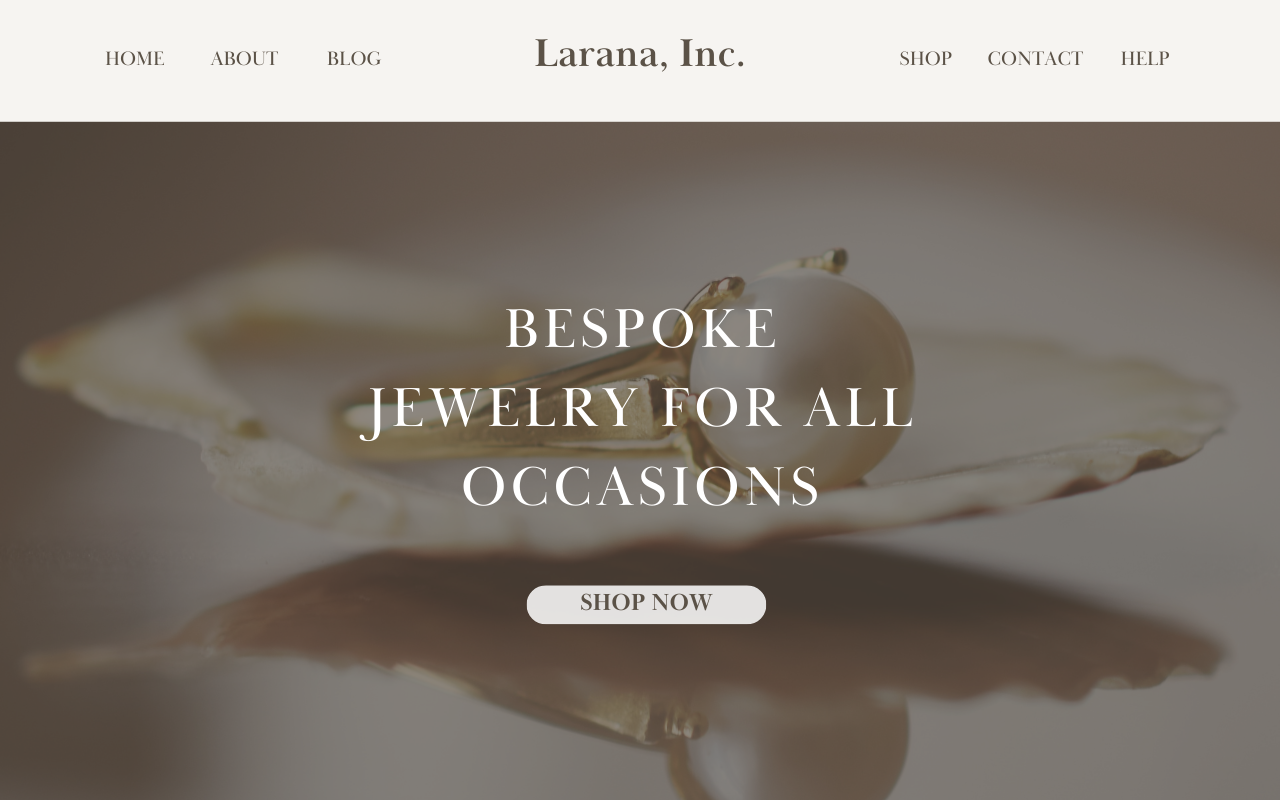 HOME ABOUT BLOG Larana, Inc. SHOP CONTACT HELP
BESPOKE
JEWELRY FOR ALL
OCCASIONS
SHOP NOW